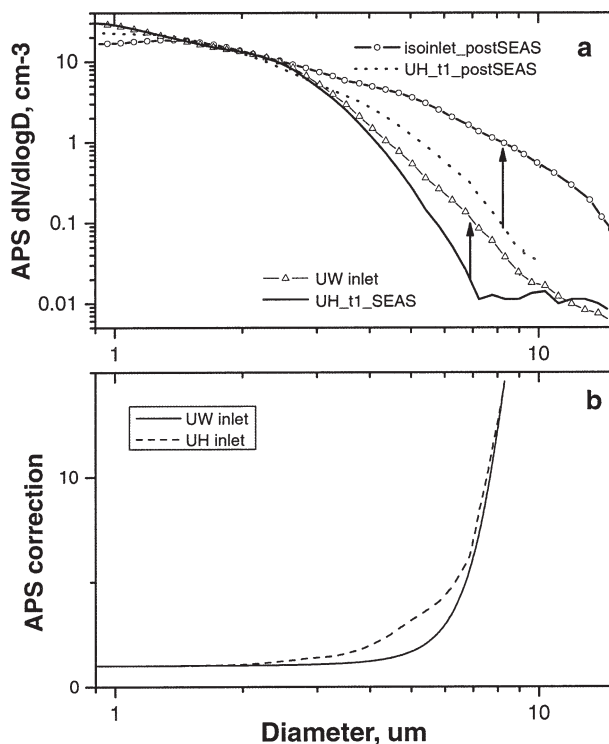 a
isoinlet_postSEAS
UH_t1_postSEAS
APS dN/dlogD, cm-3
10
1
0.1
0.01
UW inlet
UH_t1_SEAS
1
10
b
UW inlet
UH inlet
APS correction
10
0
1
10
Diameter, um